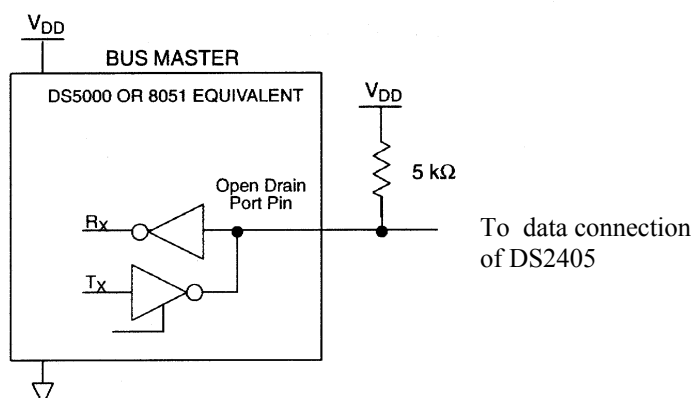 VDD
BUS MASTER
DS5000 OR 8051 EQUIVALENT
VDD
5 kΩ
Open Drain
Port Pin
RX
TX
To data connection
of DS2405